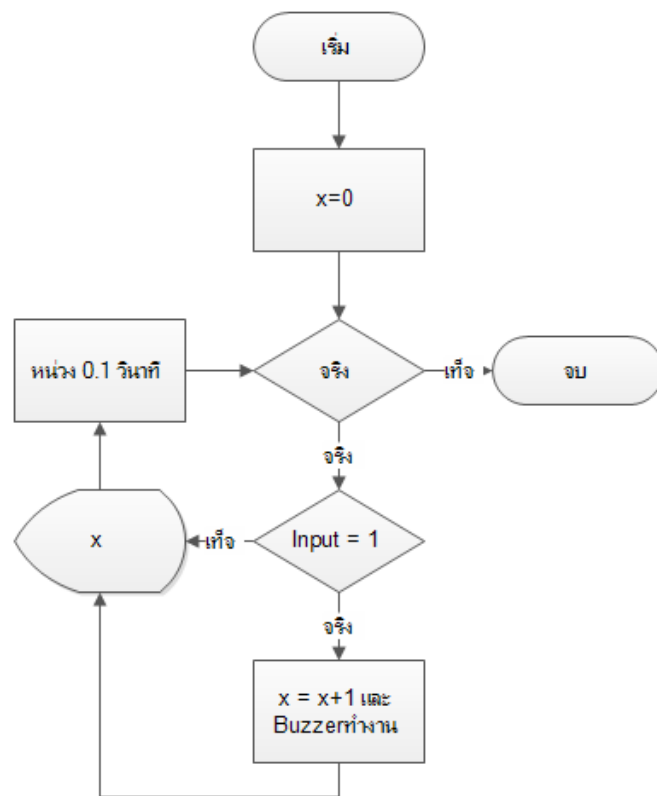 เริ่ม
x=0
หน่วง 0.1 วินาที
จริง
เท็จ
จบ
จริง
x
เท็จ
Input = 1
จริง
x = x+1 และ
Buzzerทำงาน